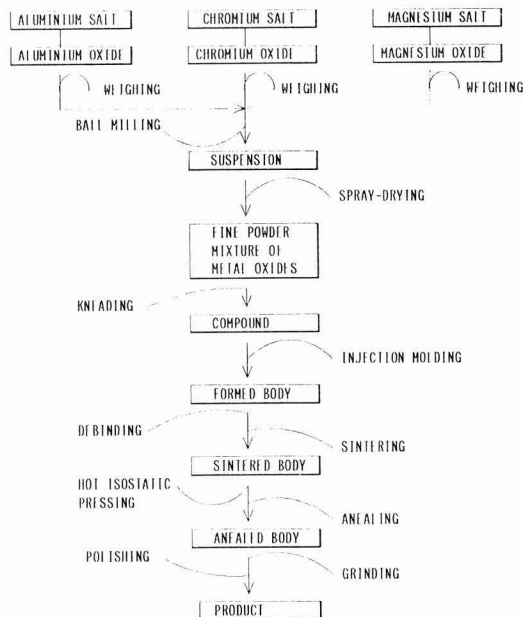 ALUMINIUM SALT
CHROMIUM SALT
MAGNESIUM SALT
ALUMINIUM OXIDE
CHROMIUM OXIDE
MAGNESIUM OXIDE
WEIGHING
WEIGHING
WEIGHING
BALL MILLING
SUSPENSION
SPRAY-DRYING
FINE POWDER
MIXTURE OF
METAL OXIDES
KNEADING
COMPOUND
INJECTION MOLDING
FORMED BODY
DEBINDING
SINTERING
SINTERED BODY
HOT ISOSTATIC
PRESSING
ANEALING
ANEALED BODY
POLISHING
GRINDING
PRODUCT